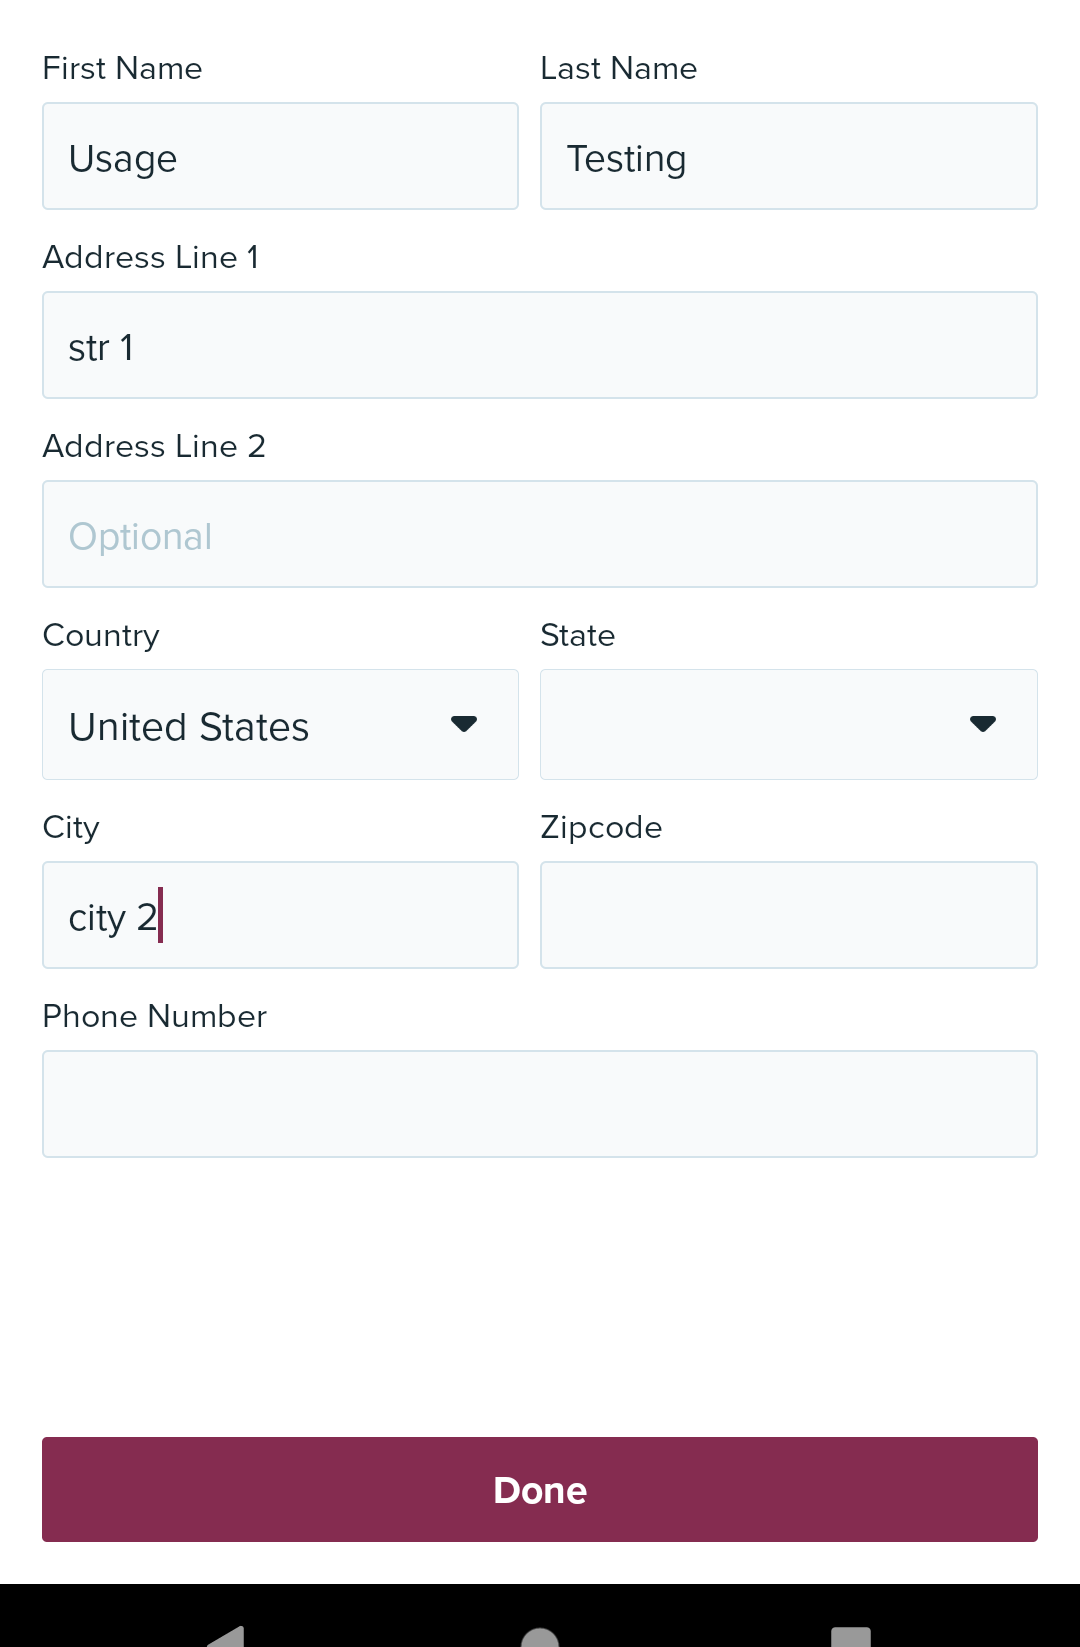 First Name Last Name
Usage Testing
Address Line 1
str 1
Address Line 2
Optional
Country State
United States
City Zipcode
city 2
Phone Number
Done